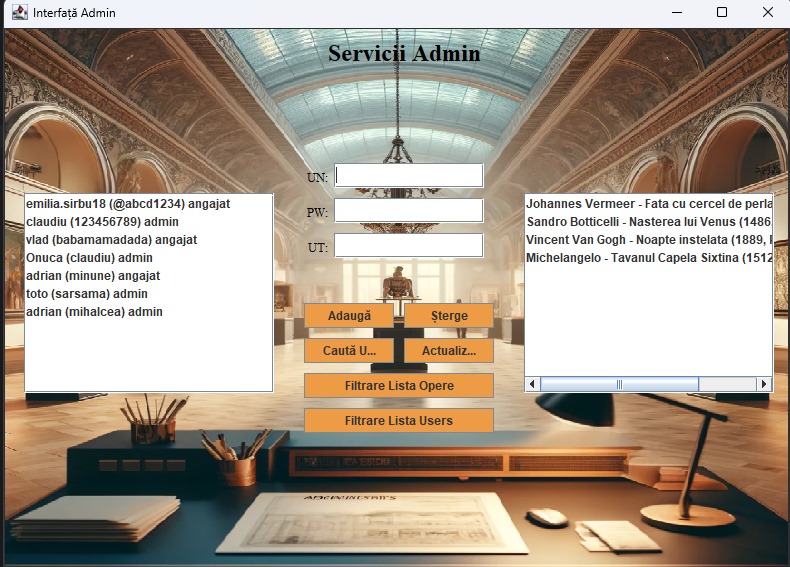 Interfață Admin
Servicii Admin
UN:
PW:
UT:
emilia.sirbu18 (@abcd1234) angajat
claudiu (123456789) admin
vlad (babamamadada) angajat
Onuca (claudiu) admin
adrian (minune) angajat
toto (sarsama) admin
adrian (mihalcea) admin
Adaugă
Șterge
Caută U...
Actualiz...
Filtrare Lista Opere
Filtrare Lista Users
Johannes Vermeer - Fata cu cercel de perla
Sandro Botticelli - Nasterea lui Venus (1486
Vincent Van Gogh - Noapte instelata (1889,
Michelangelo - Tavanul Capela Sixtina (1512